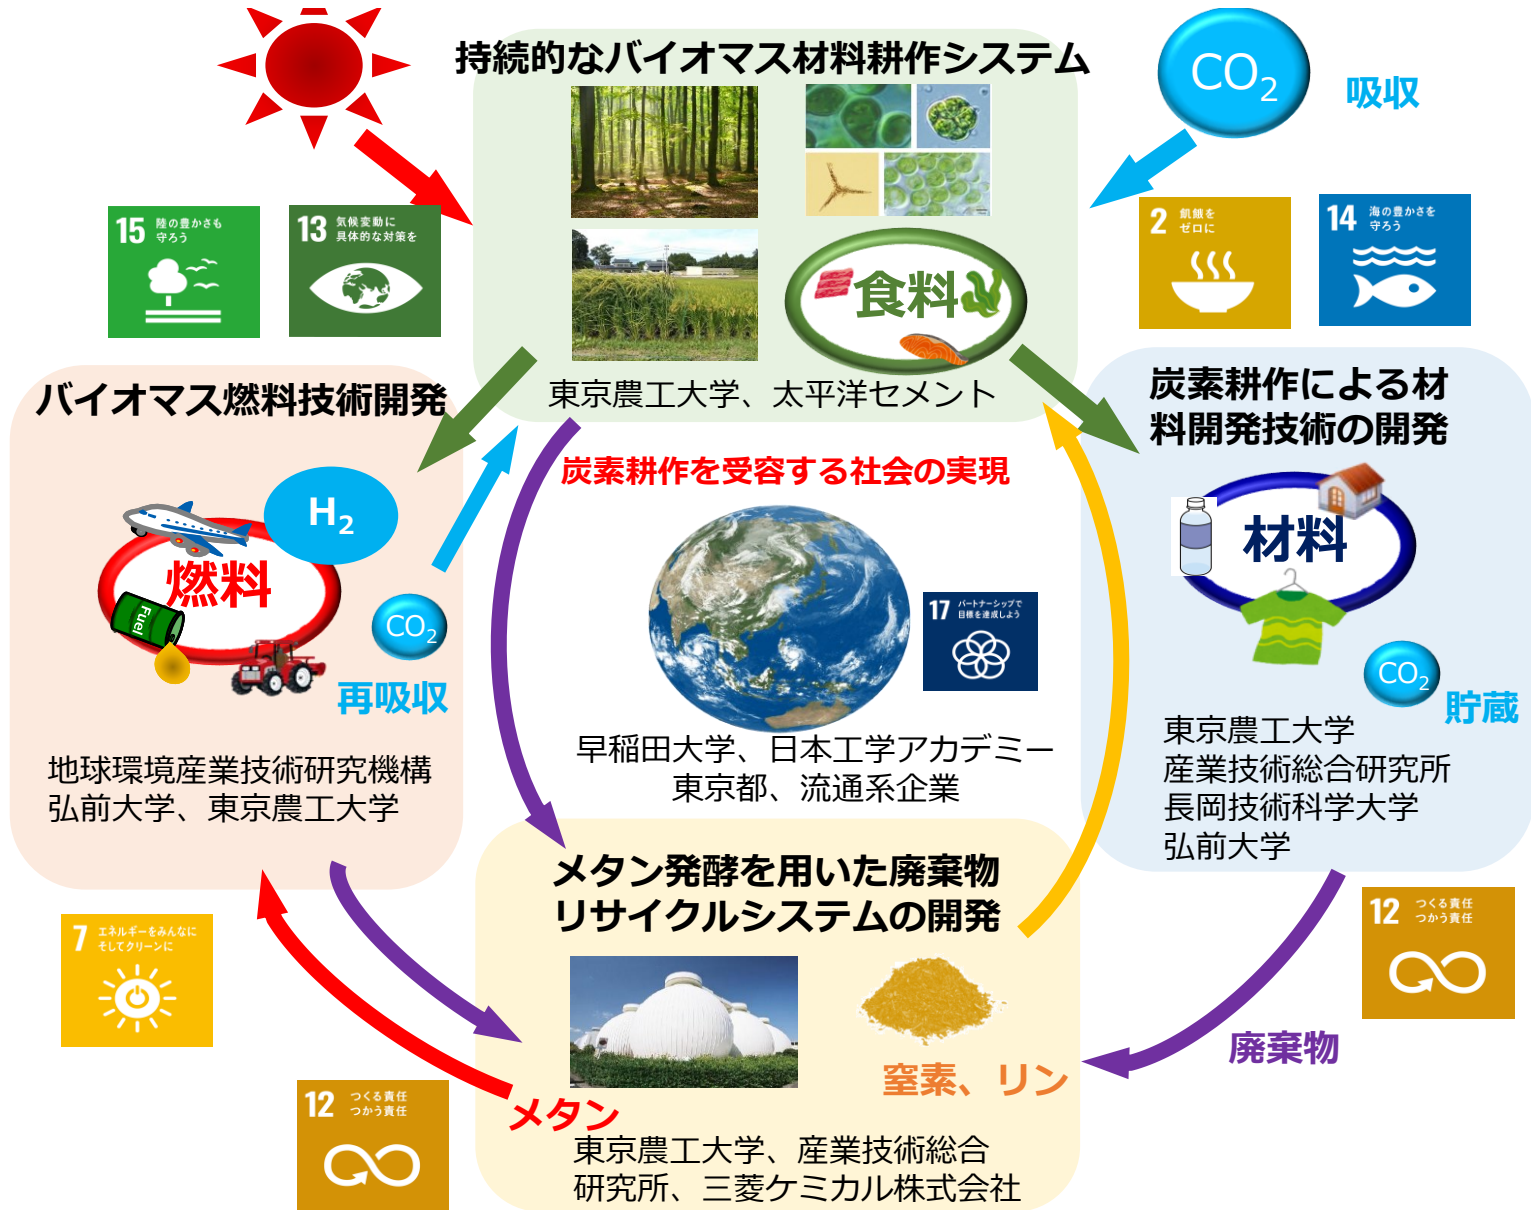 持続的なバイオマス材料耕作システム
CO2
吸収
15 陸の豊かさも
守ろう
13 気候変動に
具体的な対策を
2 飢餓を
ゼロに
14 海の豊かさを
守ろう
食料
東京農工大学、太平洋セメント
バイオマス燃料技術開発
H2
燃料
Fuel
CO2
再吸収
地球環境産業技術研究機構
弘前大学、東京農工大学
炭素耕作を受容する社会の実現
17 パートナーシップで
目標を達成しよう
早稲田大学、日本工学アカデミー
東京都、流通系企業
炭素耕作による材
料開発技術の開発
材料
CO2
貯蔵
東京農工大学
産業技術総合研究所
長岡技術科学大学
弘前大学
メタン発酵を用いた廃棄物
リサイクルシステムの開発
窒素、リン
メタン
東京農工大学、産業技術総合
研究所、三菱ケミカル株式会社
7 エネルギーをみんなに
そしてクリーンに
12 つくる責任
つかう責任
12 つくる責任
つかう責任
廃棄物